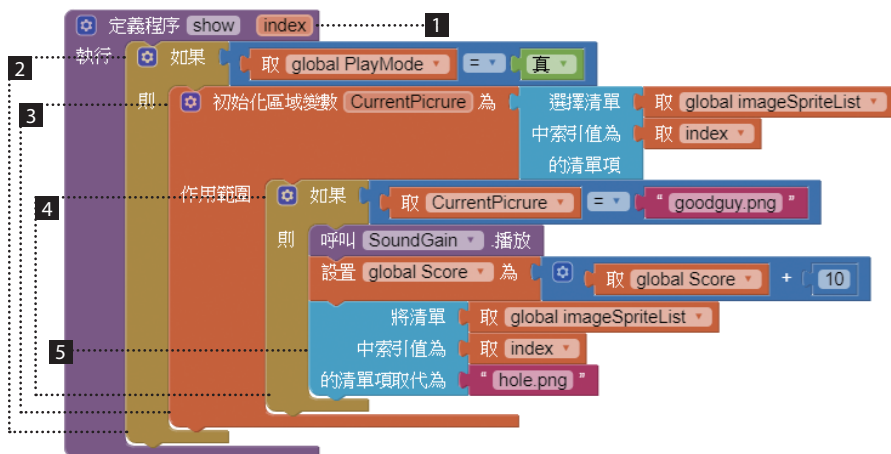 定義程序 show index 1
執行 如果 取 global PlayMode = 真
2
則 初始化區域變數 CurrentPicrure 為 選擇清單 取 global imageSpriteList
3
中索引值為 取 index
的清單項
作用範圍 如果 取 CurrentPicrure = " goodguy.png "
4
則 呼叫 SoundGain .播放
設置 global Score 為 取 global Score + 10
將清單 取 global imageSpriteList
5 中索引值為 取 index
的清單項取代為 " hole.png "